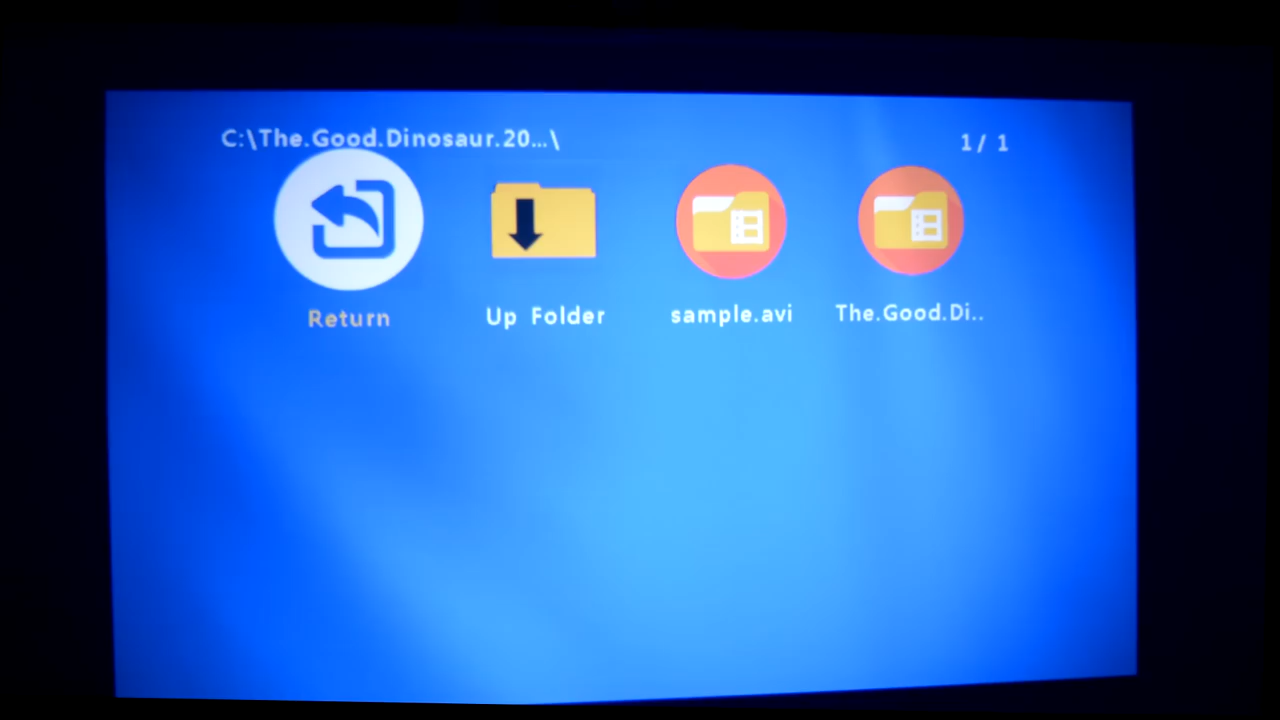 C:\The.Good.Dinosaur.20...\
1/ 1
Return
Up Folder
sample.avi
The.Good.Di..